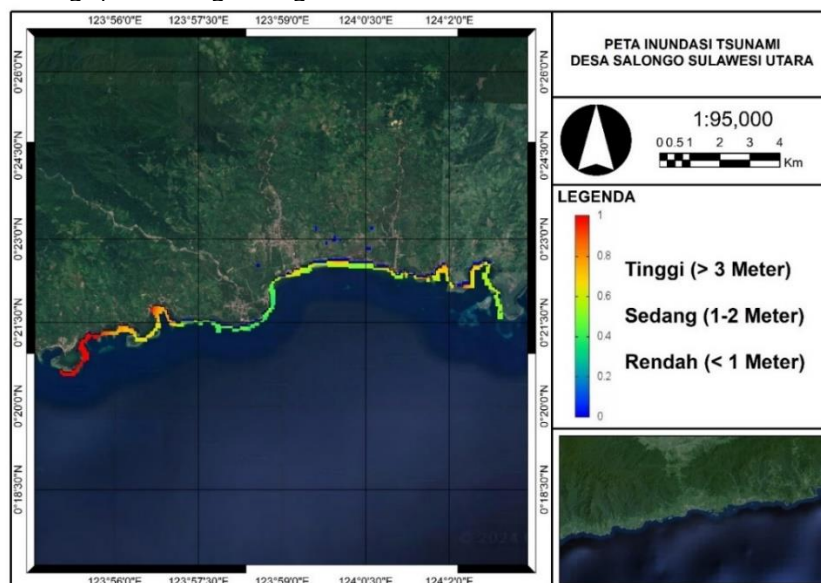 123°56'0"E 123°57'30"E 123°59'0"E 124°0'30"E 124°2'0"E
0°26'0"N
0°24'30"N
0°23'0"N
0°21'30"N
0°20'0"N
0°18'30"N
0°26'0"N
0°24'30"N
0°23'0"N
0°21'30"N
0°20'0"N
0°18'30"N
© 2024
123°56'0"E 123°57'30"E 123°59'0"E 124°0'30"E 124°2'0"E
PETA INUNDASI TSUNAMI
DESA SALONGO SULAWESI UTARA
1:95,000
0 0.5 1 2 3 4
Km
LEGENDA
1
0.8
0.6
0.4
0.2
0
Tinggi (> 3 Meter)
Sedang (1-2 Meter)
Rendah (< 1 Meter)